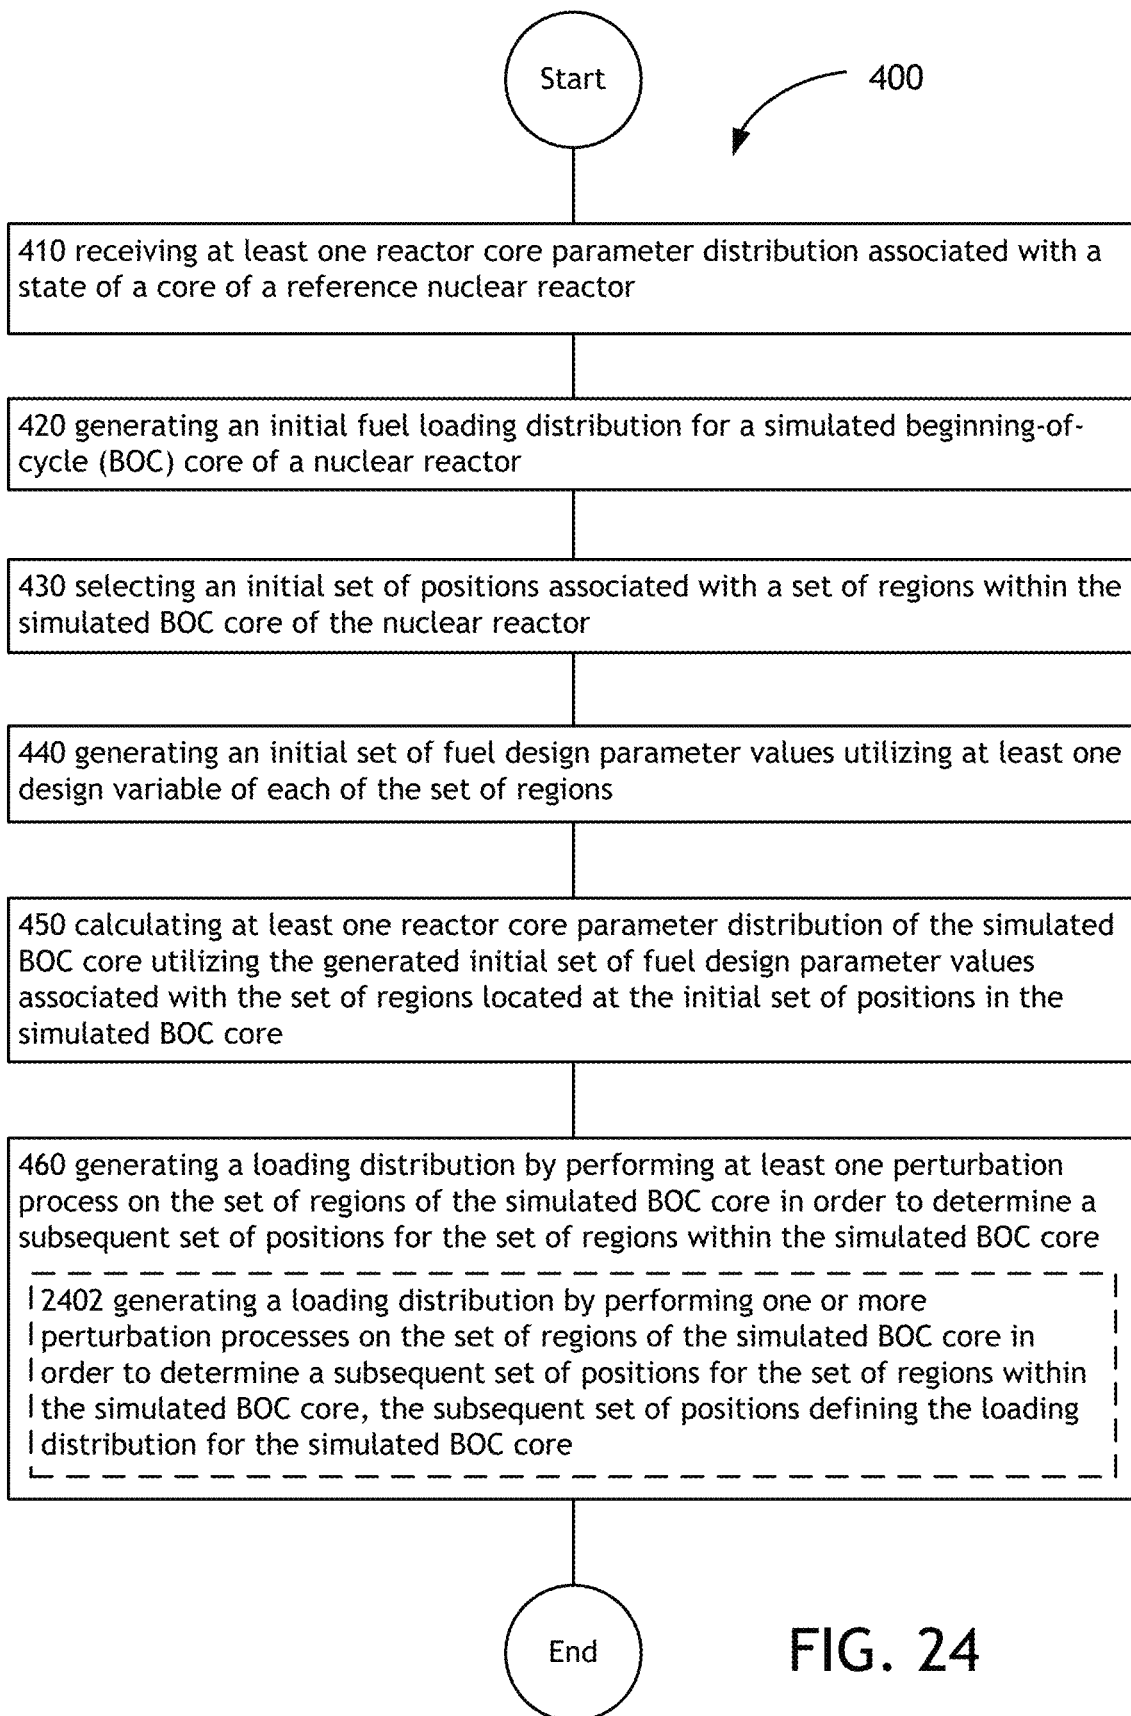 Start
400
410 receiving at least one reactor core parameter distribution associated with a
state of a core of a reference nuclear reactor
420 generating an initial fuel loading distribution for a simulated beginning-of-
cycle (BOC) core of a nuclear reactor
430 selecting an initial set of positions associated with a set of regions within the
simulated BOC core of the nuclear reactor
440 generating an initial set of fuel design parameter values utilizing at least one
design variable of each of the set of regions
450 calculating at least one reactor core parameter distribution of the simulated
BOC core utilizing the generated initial set of fuel design parameter values
associated with the set of regions located at the initial set of positions in the
simulated BOC core
460 generating a loading distribution by performing at least one perturbation
process on the set of regions of the simulated BOC core in order to determine a
subsequent set of positions for the set of regions within the simulated BOC core
2402 generating a loading distribution by performing one or more
perturbation processes on the set of regions of the simulated BOC core in
order to determine a subsequent set of positions for the set of regions within
the simulated BOC core, the subsequent set of positions defining the loading
distribution for the simulated BOC core
End
FIG. 24